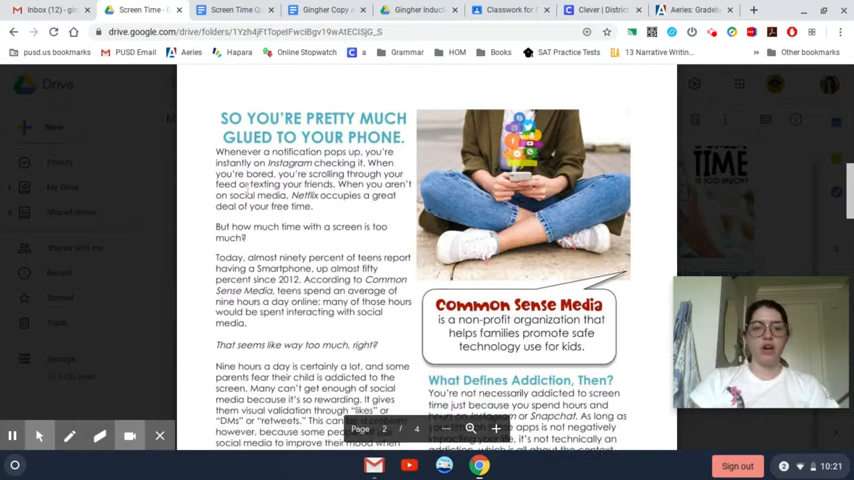 Inbox (12) - gin
Screen Time - G
Screen Time Qu
Gingher Copy A
Gingher Induct
Classwork for E
Clever | District
Aeries: Gradeb
drive.google.com/drive/folders/1Yzh4jFtTopeIFwciBgv19wAtECISjG_S
pusd.us bookmarks
PUSD Email
Aeries
Hapara
Online Stopwatch
a
Grammar
HOM
Books
SAT Practice Tests
13 Narrative Writin...
Other bookmarks
Drive
New
Priority
My Drive
Shared drives
Shared with me
Recent
Starred
Trash
Storage
SO YOU'RE PRETTY MUCH
GLUED TO YOUR PHONE.
Whenever a notification pops up, you're
instantly on Instagram checking it. When
you're bored, you're scrolling through your
feed or texting your friends. When you aren't
on social media, Netflix occupies a great
deal of your free time.
But how much time with a screen is too
much?
Today, almost ninety percent of teens report
having a Smartphone, up almost fifty
percent since 2012. According to Common
Sense Media, teens spend an average of
nine hours a day online; many of those hours
would be spent interacting with social
media.
That seems like way too much, right?
Nine hours a day is certainly a lot, and some
parents fear their child is addicted to the
screen. Many can't get enough of social
media because it's so rewarding. It gives
them visual validation through "likes" or
"DMs" or "retweets." This can
however, because some
social media to improve their mood when
Common Sense Media
is a non-profit organization that
helps families promote safe
technology use for kids.
What Defines Addiction, Then?
You're not necessarily addicted to screen
time just because you spend hours and
hours on Instagram or Snapchat. As long as
apps is not negatively
it's not technically an
addiction, which is all about the context
TIME
IS TOO MUCH?
Page 2 / 4
Sign out
2
10:21